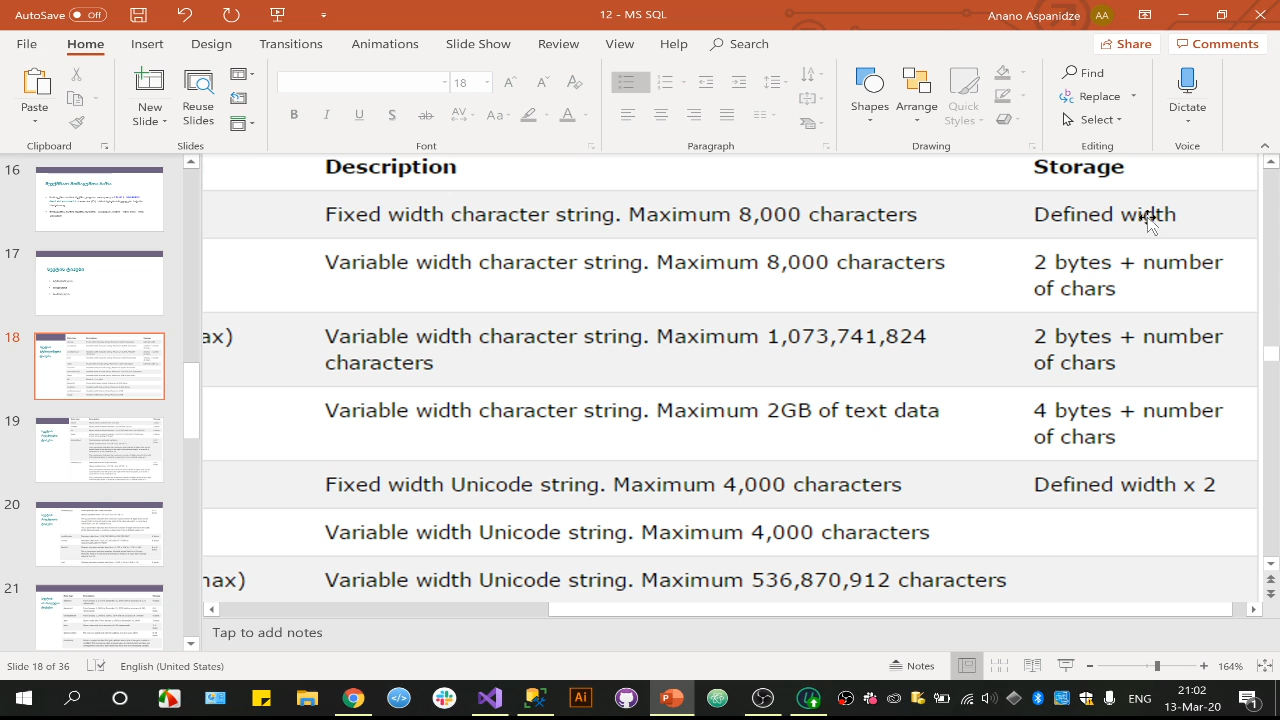 AutoSave Off
12 - MS SQL
Anano Aspanidze AA
File Home Insert Design Transitions Animations Slide Show Review View Help Search Share Comments
Paste
New Slide
Reuse Slides
18
Quick Styles
Shapes Arrange
Find
Replace
Select
Dictate
Clipboard Slides Font Paragraph Drawing Editing Voice
16
17
18
19
20
21
Description Storage
Fixed width character string. Maximum 8,000 characters Defined width
Variable width character string. Maximum 8,000 characters 2 bytes + number
of chars
ax) Variable width character string. Maximum 1,073,741,824 2 bytes + number
characters of chars
Variable width character string. Maximum 2GB of text data 4 bytes + number
of chars
Fixed width Unicode string. Maximum 4,000 characters Defined width x 2
Variable width Unicode string. Maximum 4,000 characters
nax) Variable width Unicode string. Maximum 536,870,912 characters
Tap to add notes
Slide 18 of 36 English (United States) Notes 164%
Ai
ENG
21:02
13-Mar-20
1